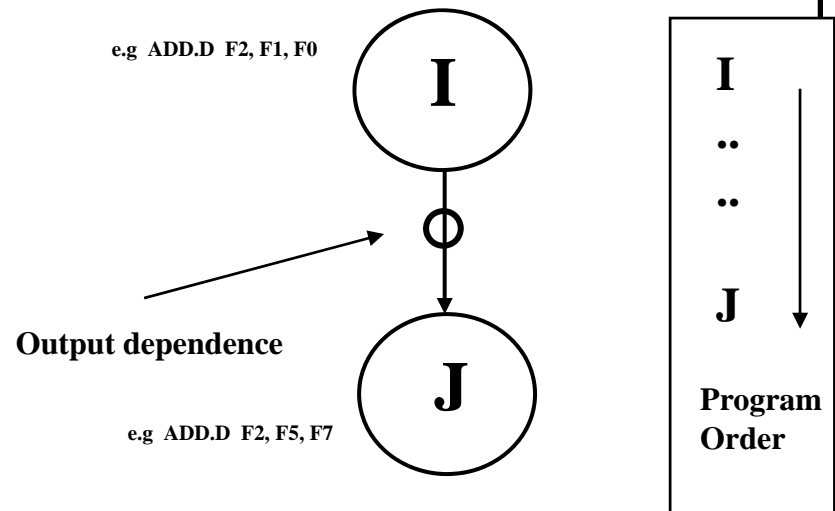 e.g ADD.D F2, F1, F0
I
Output dependence
J
e.g ADD.D F2, F5, F7
I
..
..
J
Program
Order